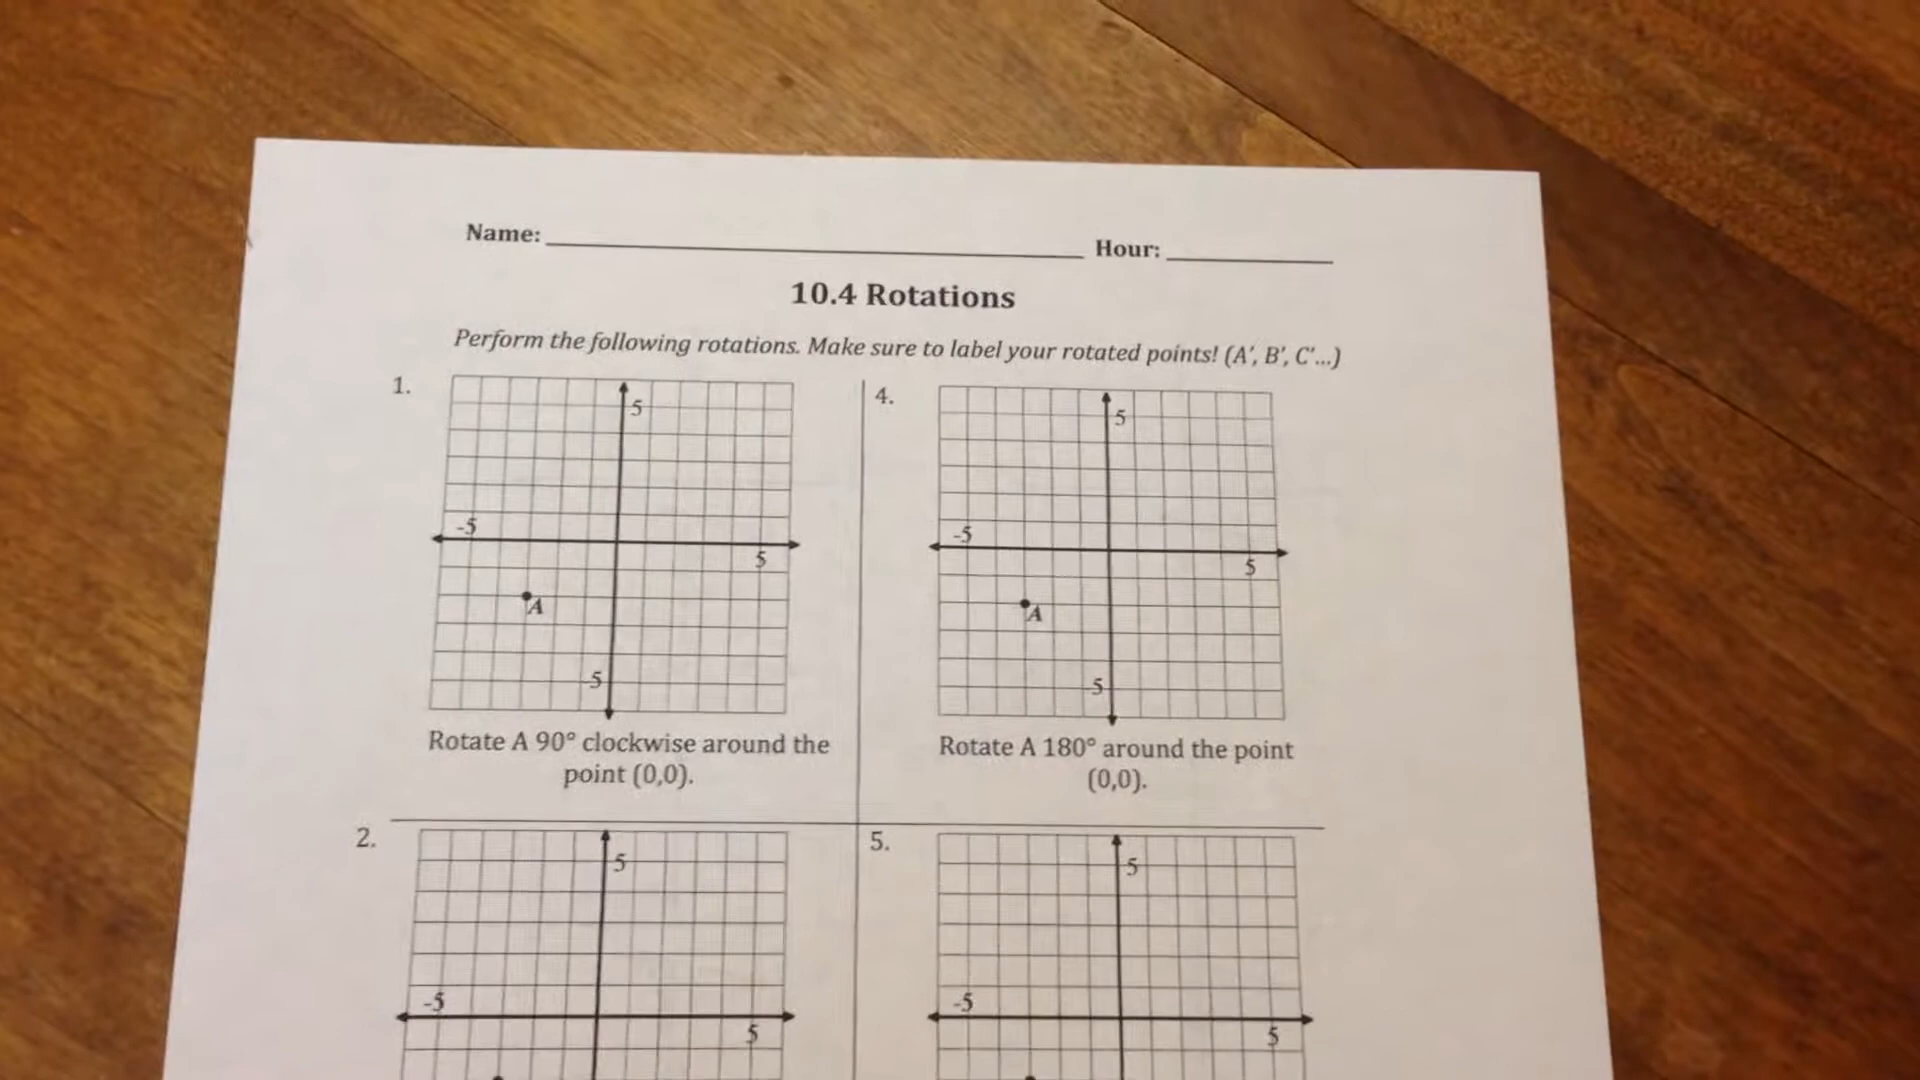 Name: Hour:
10.4 Rotations
Perform the following rotations. Make sure to label your rotated points! (A', B', C'...)
1.
5
-5
5
A
-5
Rotate A 90° clockwise around the
point (0,0).
4.
5
-5
5
A
-5
Rotate A 180° around the point
(0,0).
2.
5
-5
5
5.
5
-5
5